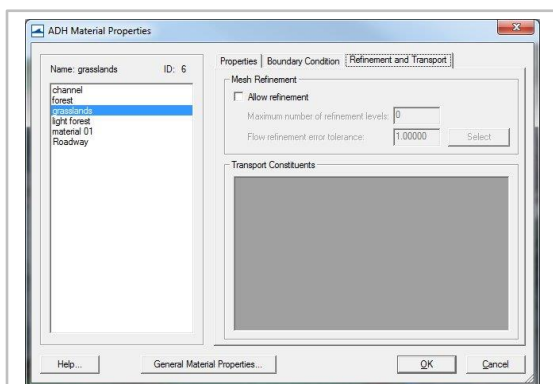 ADH Material Properties
Name: grasslands ID: 6
channel
forest
grasslands
light forest
material 01
Roadway
Properties Boundary Condition Refinement and Transport
Mesh Refinement
Allow refinement
Maximum number of refinement levels: 0
Flow refinement error tolerance: 1.00000 Select
Transport Constituents
Help... General Material Properties... OK Cancel